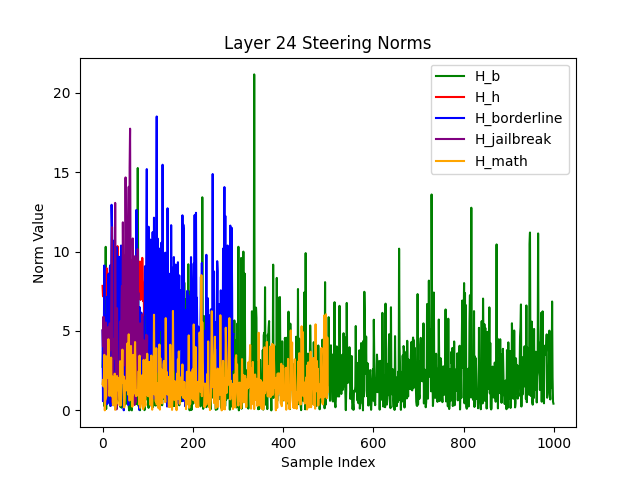 Layer 24 Steering Norms
H_b
H_h
H_borderline
H_jailbreak
H_math
Norm Value
20
15
10
5
0
0
200
400
600
800
1000
Sample Index